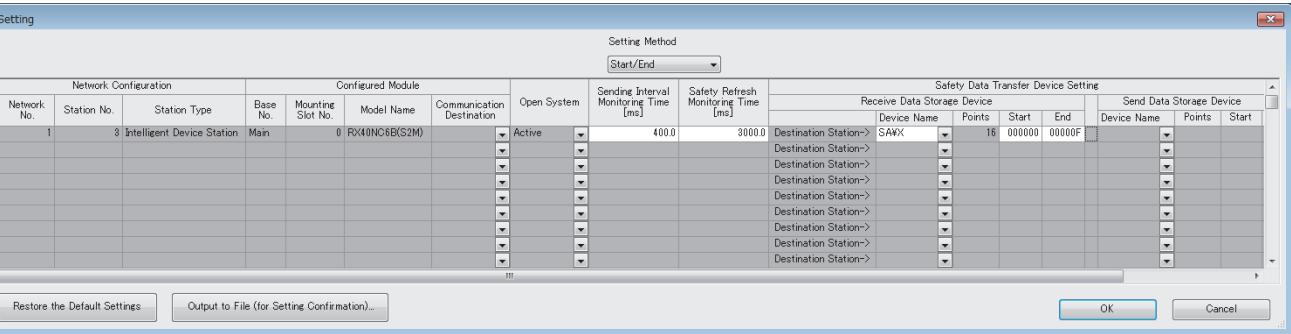 Setting
Setting Method
Start/End
Network Configuration Configured Module Open System Sending Interval Monitoring Time [ms] Safety Refresh Monitoring Time [ms] Safety Data Transfer Device Setting
Network No. Station No. Station Type Base No. Mounting Slot No. Model Name Communication Destination Receive Data Storage Device Send Data Storage Device
Device Name Points Start End Device Name Points Start
1 3 Intelligent Device Station Main 0 RX40NC6B(S2M) Active 400.0 3000.0 Destination Station-> SA¥X 16 000000 00000F
Destination Station->
Destination Station->
Destination Station->
Destination Station->
Destination Station->
Destination Station->
Destination Station->
Destination Station->
Restore the Default Settings Output to File (for Setting Confirmation)... OK Cancel